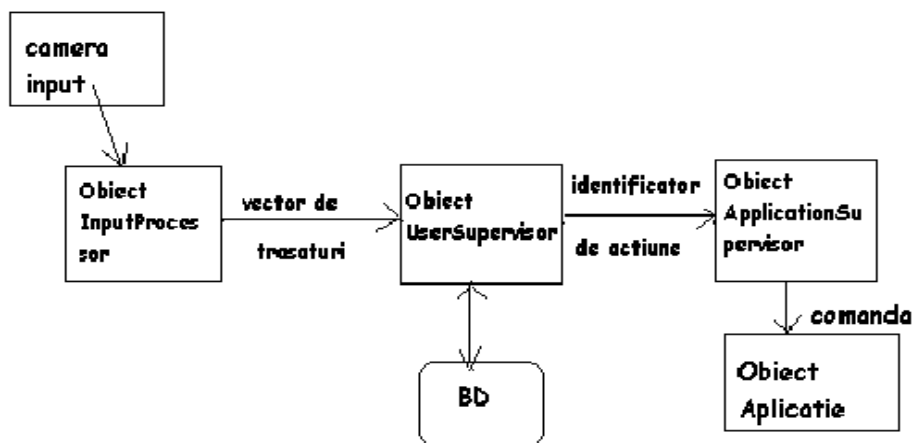 camera
input
Obiect
InputProces
sor
vector de
trasaturi
Obiect
UserSupervisor
identificator
de actiune
Obiect
ApplicationSu
pervisor
comanda
BD
Obiect
Aplicatie